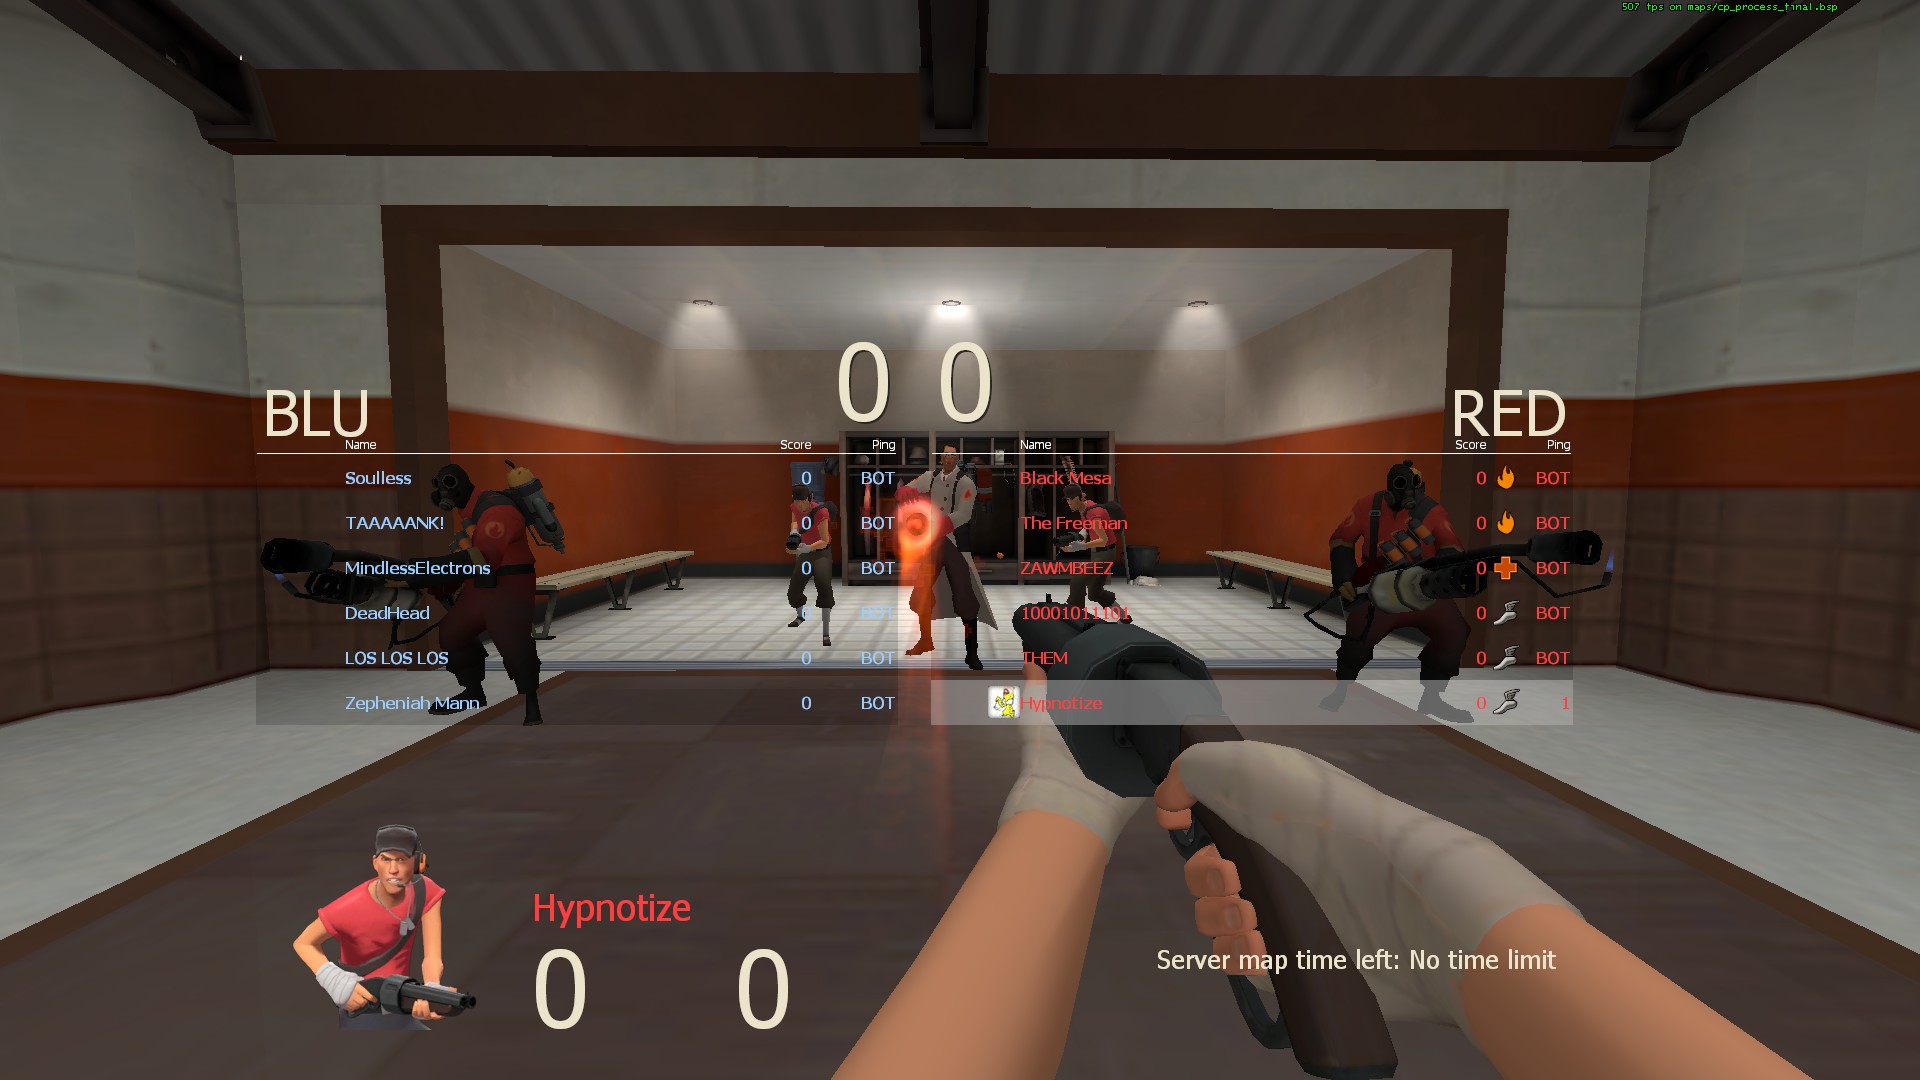 507 fps on maps/cp_process_final.bsp
0 0
BLU
RED
Name Score Ping
Name Score Ping
Soulless 0 BOT
Black Mesa 0 BOT
TAAAAANK! 0 BOT
The Freeman 0 BOT
MindlessElectrons 0 BOT
ZAWMBEEZ 0 BOT
DeadHead 0 BOT
10001011101 0 BOT
LOS LOS LOS 0 BOT
THEM 0 BOT
Zepheniah Mann 0 BOT
Hypnotize 0 1
Hypnotize
0 0
Server map time left: No time limit